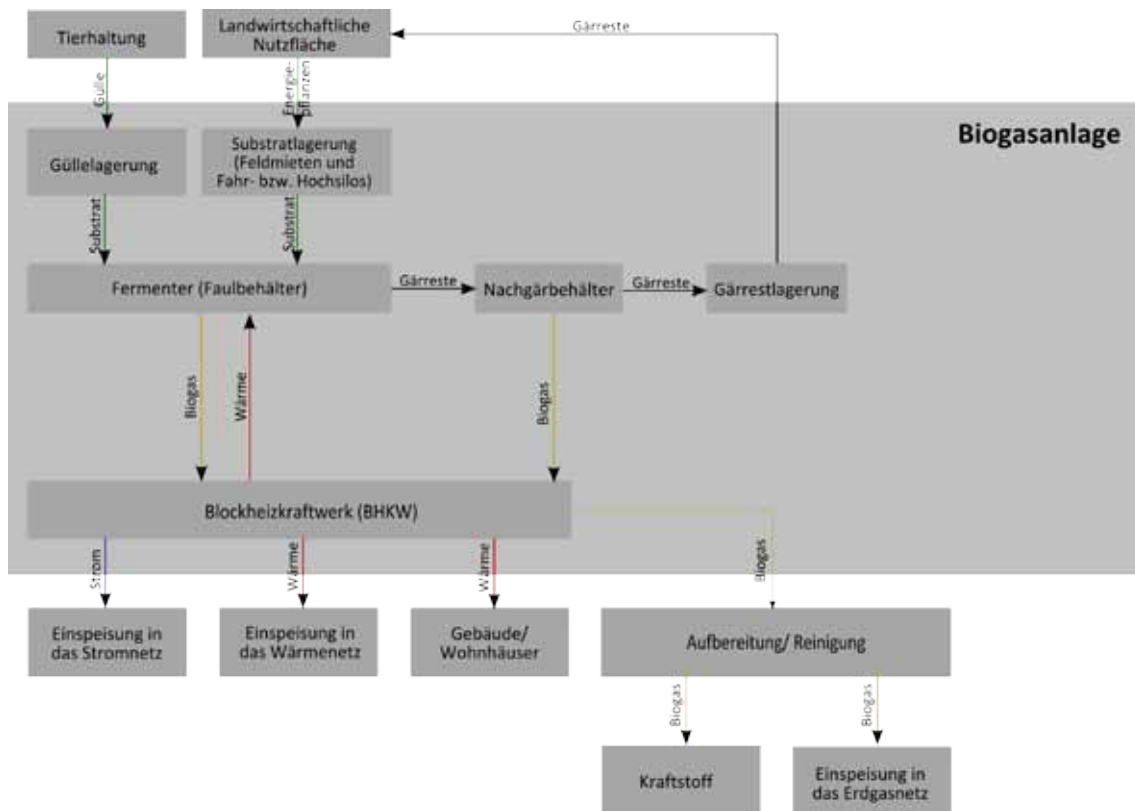 Tierhaltung
Landwirtschaftliche
Nutzfläche
Gärreste
Gülle
Energie-
pflanzen
Biogasanlage
Güllelagerung
Substratlagerung
(Feldmieten und
Fahr- bzw. Hochsilos)
Substrat
Substrat
Fermenter (Faulbehälter)
Gärreste
Nachgärbehälter
Gärreste
Gärrestlagerung
Biogas
Wärme
Biogas
Blockheizkraftwerk (BHKW)
Strom
Wärme
Wärme
Biogas
Einspeisung in
das Stromnetz
Einspeisung in
das Wärmenetz
Gebäude/
Wohnhäuser
Aufbereitung/ Reinigung
Biogas
Biogas
Kraftstoff
Einspeisung in
das Erdgasnetz